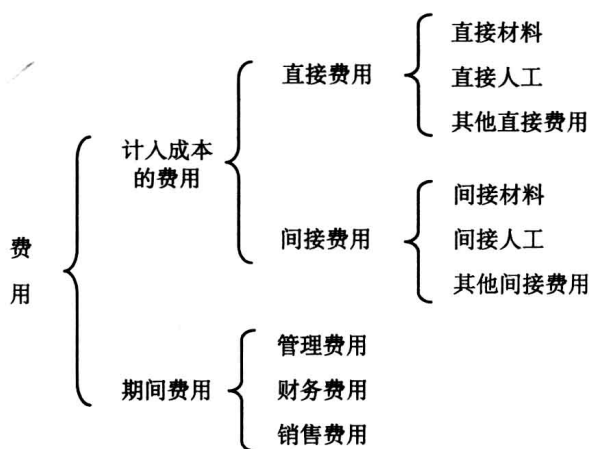 直接材料
直接费用
直接人工
其他直接费用
计入成本
的费用
间接材料
间接费用
间接人工
其他间接费用
费
用
管理费用
期间费用
财务费用
销售费用